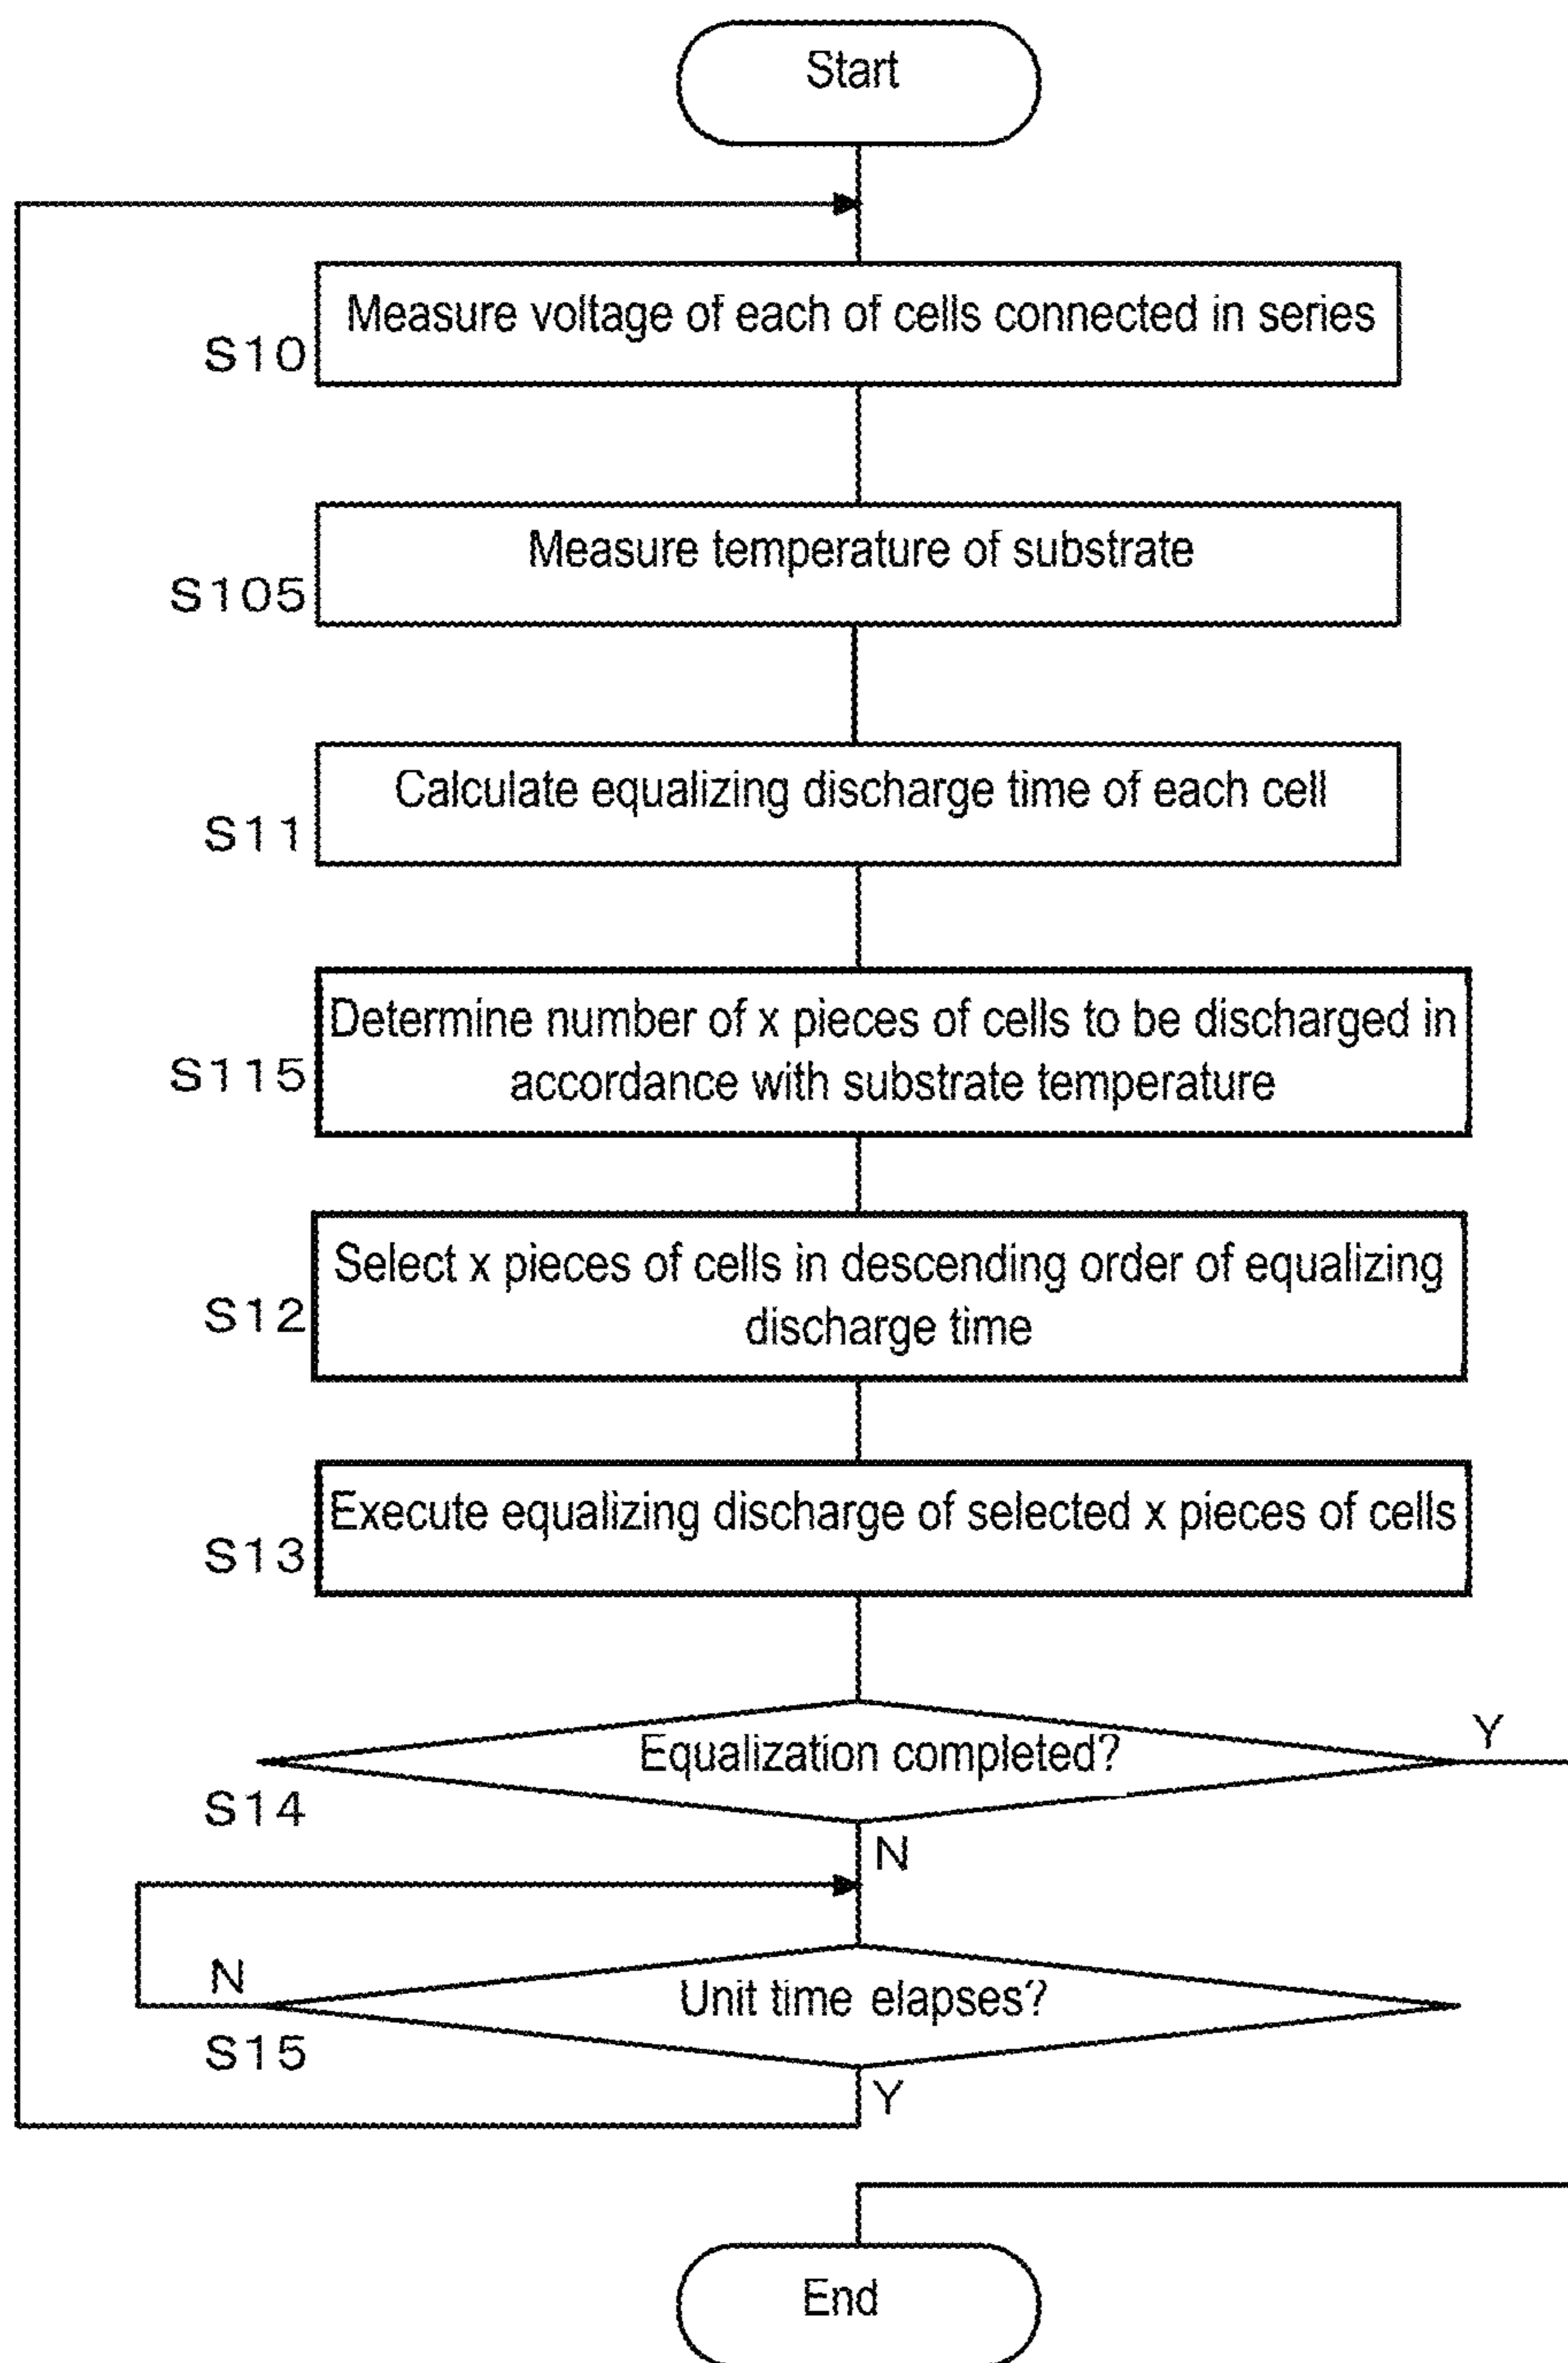 Start
Measure voltage of each of cells connected in series
S10
Measure temperature of substrate
S105
Calculate equalizing discharge time of each cell
S11
Determine number of x pieces of cells to be discharged in
accordance with substrate temperature
S115
Select x pieces of cells in descending order of equalizing
discharge time
S12
Execute equalizing discharge of selected x pieces of cells
S13
Equalization completed?
Y
S14
N
Unit time elapses?
N
S15
Y
End